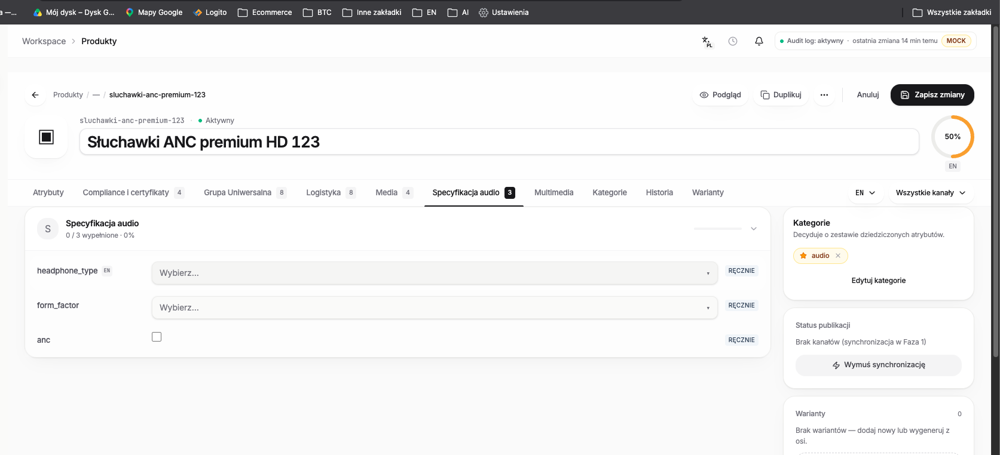 a —...
Mój dysk – Dysk G...
Mapy Google
Logito
Ecommerce
BTC
Inne zakładki
EN
AI
Ustawienia
Wszystkie zakładki
Workspace > Produkty
PL
Audit log: aktywny · ostatnia zmiana 14 min temu MOCK
Produkty / — / sluchawki-anc-premium-123
Podgląd
Duplikuj
Anuluj
Zapisz zmiany
sluchawki-anc-premium-123 · Aktywny
Słuchawki ANC premium HD 123
50%
EN
Atrybuty
Compliance i certyfikaty 4
Grupa Uniwersalna 8
Logistyka 8
Media 4
Specyfikacja audio 3
Multimedia
Kategorie
Historia
Warianty
EN
Wszystkie kanały
S
Specyfikacja audio
0 / 3 wypełnione · 0%
headphone_type EN
Wybierz...
RĘCZNIE
form_factor
Wybierz...
RĘCZNIE
anc
RĘCZNIE
Kategorie
Decyduje o zestawie dziedziczonych atrybutów.
audio ×
Edytuj kategorie
Status publikacji
Brak kanałów (synchronizacja w Faza 1)
Wymuś synchronizację
Warianty 0
Brak wariantów — dodaj nowy lub wygeneruj z
osi.